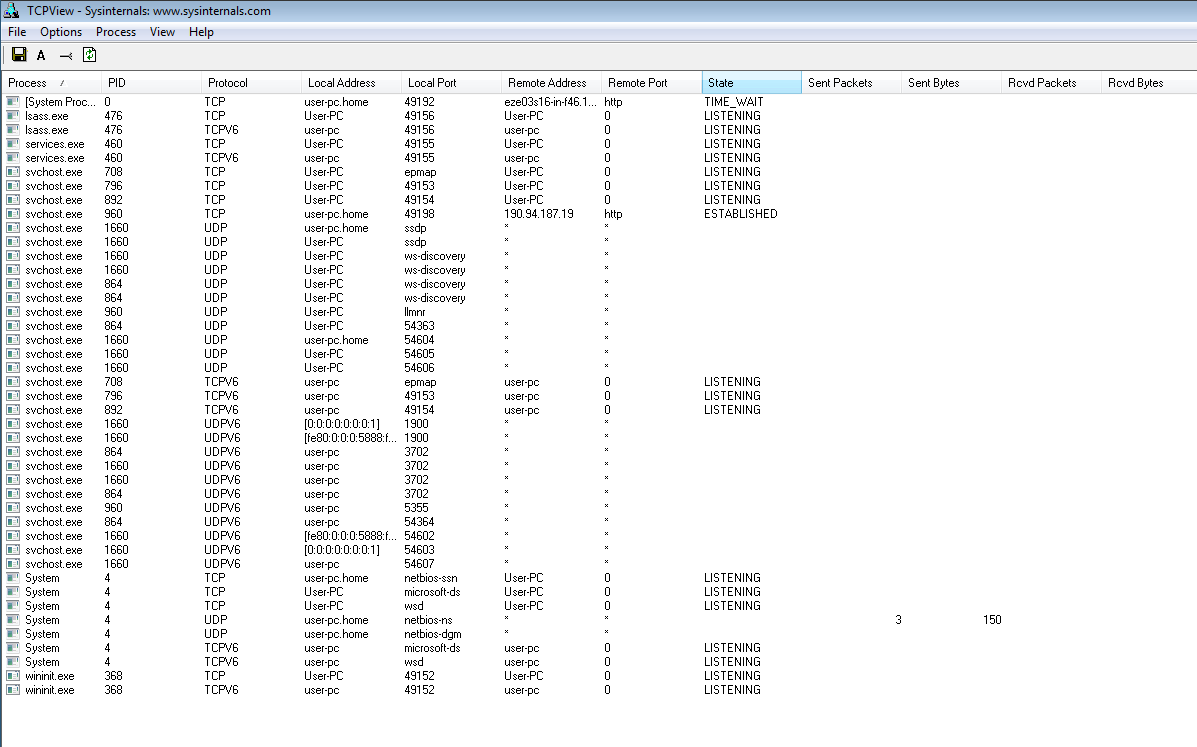 TCPView - Sysinternals: www.sysinternals.com
File Options Process View Help
A
Process / PID Protocol Local Address Local Port Remote Address Remote Port State Sent Packets Sent Bytes Rcvd Packets Rcvd Bytes
[System Proc... 0 TCP user-pc.home 49192 eze03s16-in-f46.1... http TIME_WAIT
lsass.exe 476 TCP User-PC 49156 User-PC 0 LISTENING
lsass.exe 476 TCPV6 user-pc 49156 user-pc 0 LISTENING
services.exe 460 TCP User-PC 49155 User-PC 0 LISTENING
services.exe 460 TCPV6 user-pc 49155 user-pc 0 LISTENING
svchost.exe 708 TCP User-PC epmap User-PC 0 LISTENING
svchost.exe 796 TCP User-PC 49153 User-PC 0 LISTENING
svchost.exe 892 TCP User-PC 49154 User-PC 0 LISTENING
svchost.exe 960 TCP user-pc.home 49198 190.94.187.19 http ESTABLISHED
svchost.exe 1660 UDP user-pc.home ssdp * *
svchost.exe 1660 UDP User-PC ssdp * *
svchost.exe 1660 UDP User-PC ws-discovery * *
svchost.exe 1660 UDP User-PC ws-discovery * *
svchost.exe 864 UDP User-PC ws-discovery * *
svchost.exe 864 UDP User-PC ws-discovery * *
svchost.exe 960 UDP User-PC llmnr * *
svchost.exe 864 UDP User-PC 54363 * *
svchost.exe 1660 UDP user-pc.home 54604 * *
svchost.exe 1660 UDP User-PC 54605 * *
svchost.exe 1660 UDP User-PC 54606 * *
svchost.exe 708 TCPV6 user-pc epmap user-pc 0 LISTENING
svchost.exe 796 TCPV6 user-pc 49153 user-pc 0 LISTENING
svchost.exe 892 TCPV6 user-pc 49154 user-pc 0 LISTENING
svchost.exe 1660 UDPV6 [0:0:0:0:0:0:0:1] 1900 * *
svchost.exe 1660 UDPV6 [fe80:0:0:0:5888:f... 1900 * *
svchost.exe 864 UDPV6 user-pc 3702 * *
svchost.exe 1660 UDPV6 user-pc 3702 * *
svchost.exe 1660 UDPV6 user-pc 3702 * *
svchost.exe 864 UDPV6 user-pc 3702 * *
svchost.exe 960 UDPV6 user-pc 5355 * *
svchost.exe 864 UDPV6 user-pc 54364 * *
svchost.exe 1660 UDPV6 [fe80:0:0:0:5888:f... 54602 * *
svchost.exe 1660 UDPV6 [0:0:0:0:0:0:0:1] 54603 * *
svchost.exe 1660 UDPV6 user-pc 54607 * *
System 4 TCP user-pc.home netbios-ssn User-PC 0 LISTENING
System 4 TCP User-PC microsoft-ds User-PC 0 LISTENING
System 4 TCP User-PC wsd User-PC 0 LISTENING
System 4 UDP user-pc.home netbios-ns * * 3 150
System 4 UDP user-pc.home netbios-dgm * *
System 4 TCPV6 user-pc microsoft-ds user-pc 0 LISTENING
System 4 TCPV6 user-pc wsd user-pc 0 LISTENING
wininit.exe 368 TCP User-PC 49152 User-PC 0 LISTENING
wininit.exe 368 TCPV6 user-pc 49152 user-pc 0 LISTENING